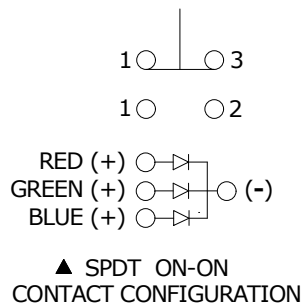 1 3
1 2
RED (+)
GREEN (+) (-)
BLUE (+)
▲ SPDT ON-ON
CONTACT CONFIGURATION